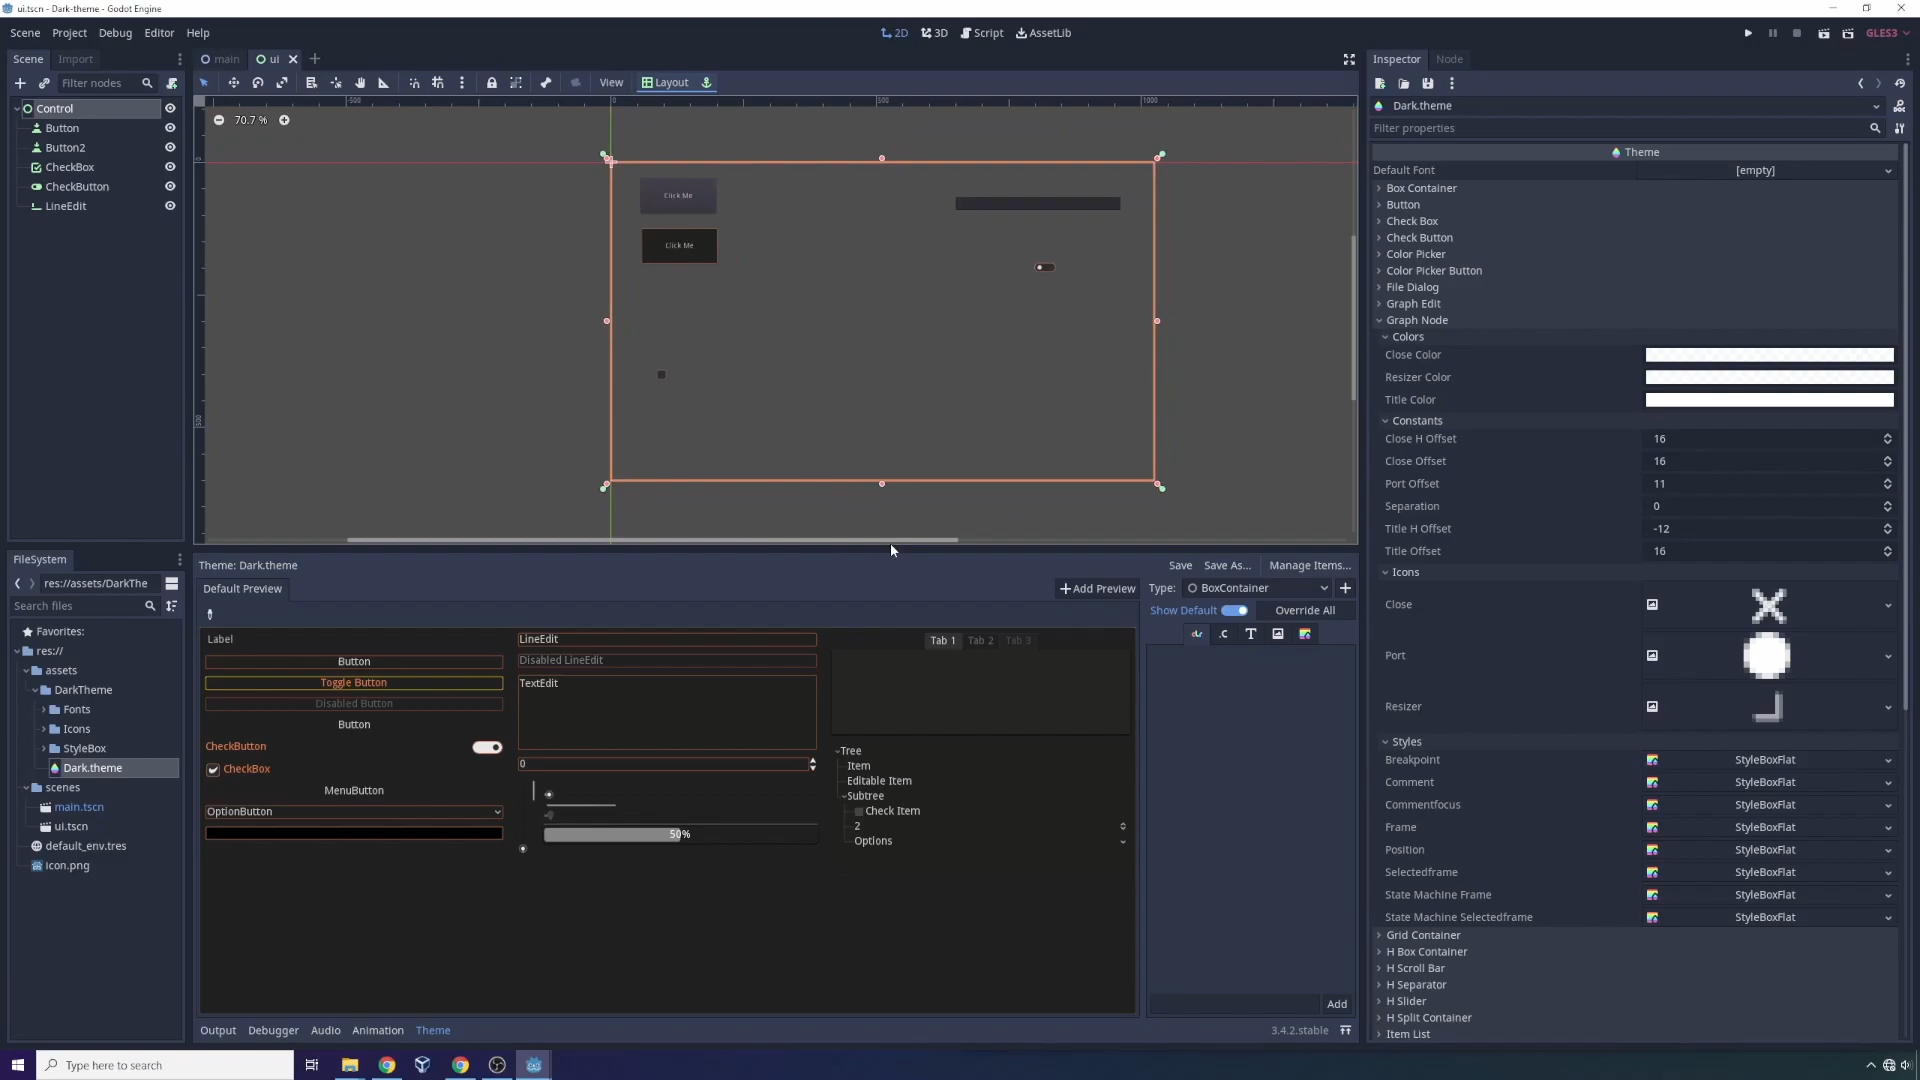 ui.tscn - Dark-theme - Godot Engine
Scene Project Debug Editor Help
2D 3D Script AssetLib
GLES3
Scene Import
Filter nodes
Control
Button
Button2
CheckBox
CheckButton
LineEdit
main ui
View Layout
-500 0 500 1000
70.7 %
0
500
Click Me
Click Me
Inspector Node
Dark.theme
Filter properties
Theme
Default Font [empty]
Box Container
Button
Check Box
Check Button
Color Picker
Color Picker Button
File Dialog
Graph Edit
Graph Node
Colors
Close Color
Resizer Color
Title Color
Constants
Close H Offset 16
Close Offset 16
Port Offset 11
Separation 0
Title H Offset -12
Title Offset 16
Icons
Close
Port
Resizer
Styles
Breakpoint StyleBoxFlat
Comment StyleBoxFlat
Commentfocus StyleBoxFlat
Frame StyleBoxFlat
Position StyleBoxFlat
Selectedframe StyleBoxFlat
State Machine Frame StyleBoxFlat
State Machine Selectedframe StyleBoxFlat
Grid Container
H Box Container
H Scroll Bar
H Separator
H Slider
H Split Container
Item List
FileSystem
res://assets/DarkThe
Search files
Favorites:
res://
assets
DarkTheme
Fonts
Icons
StyleBox
Dark.theme
scenes
main.tscn
ui.tscn
default_env.tres
icon.png
Theme: Dark.theme
Save Save As... Manage Items...
Default Preview
Add Preview
Type: BoxContainer
Show Default Override All
Label
Button
Toggle Button
Disabled Button
Button
CheckButton
CheckBox
MenuButton
OptionButton
LineEdit
Disabled LineEdit
TextEdit
0
50%
Tab 1 Tab 2 Tab 3
Tree
Item
Editable Item
Subtree
Check Item
2
Options
Add
Output Debugger Audio Animation Theme
3.4.2.stable
Type here to search